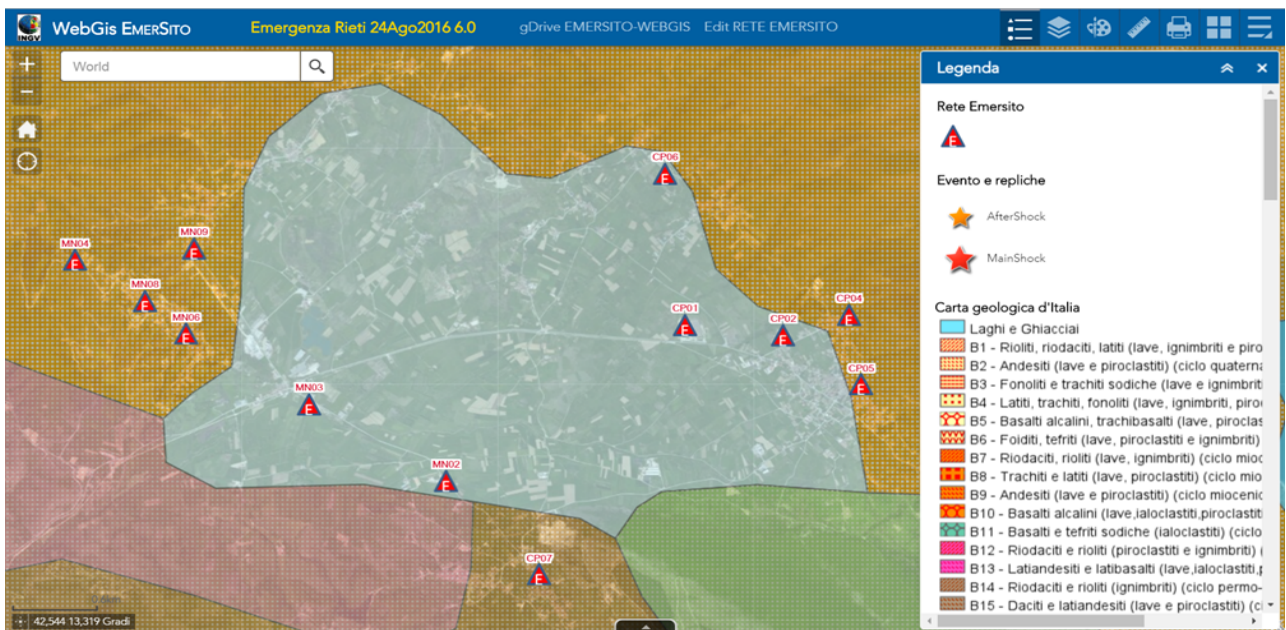 INGV
WebGis EMERSITO
Emergenza Rieti 24Ago2016 6.0
gDrive EMERSITO-WEBGIS
Edit RETE EMERSITO
World
Legenda
Rete Emersito
E
Evento e repliche
AfterShock
MainShock
Carta geologica d'Italia
Laghi e Ghiacciai
B1 - Rioliti, riodaciti, latiti (lave, ignimbriti e piro
B2 - Andesiti (lave e piroclastiti) (ciclo quaterna
B3 - Fonoliti e trachiti sodiche (lave e ignimbrit
B4 - Latiti, trachiti, fonoliti (lave, ignimbriti, piro
B5 - Basalti alcalini, trachibasalti (lave, piroclas
B6 - Foiditi, tefriti (lave, piroclastiti e ignimbriti)
B7 - Riodaciti, rioliti (lave, ignimbriti) (ciclo mioc
B8 - Trachiti e latiti (lave, piroclastiti) (ciclo mio
B9 - Andesiti (lave e piroclastiti) (ciclo miocenic
B10 - Basalti alcalini (lave,ialoclastiti,piroclastit
B11 - Basalti e tefriti sodiche (ialoclastiti) (ciclo
B12 - Riodaciti e rioliti (piroclastiti e ignimbriti) (
B13 - Latiandesiti e latibasalti (lave,ialoclastiti,p
B14 - Riodaciti e rioliti (ignimbriti) (ciclo permo-
B15 - Daciti e latiandesiti (lave e piroclastiti) (ci
CP06
E
MN09
E
MN04
E
MN08
E
MN06
E
CP01
E
CP02
E
CP04
E
CP05
E
MN03
E
MN02
E
CP07
E
42,544 13,319 Gradi